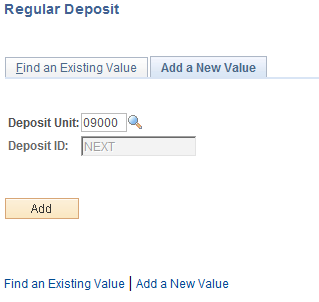 Regular Deposit
Find an Existing Value Add a New Value
Deposit Unit: 09000
Deposit ID: NEXT
Add
Find an Existing Value | Add a New Value